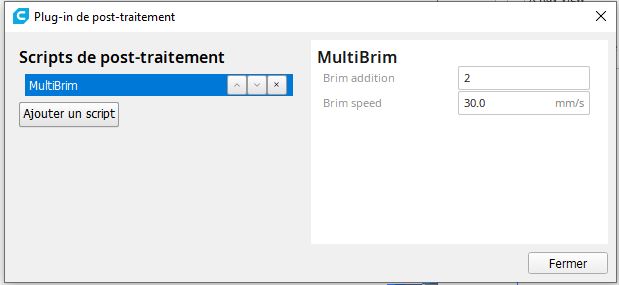 Plug-in de post-traitement
Scripts de post-traitement
MultiBrim
Ajouter un script
MultiBrim
Brim addition 2
Brim speed 30.0 mm/s
Fermer